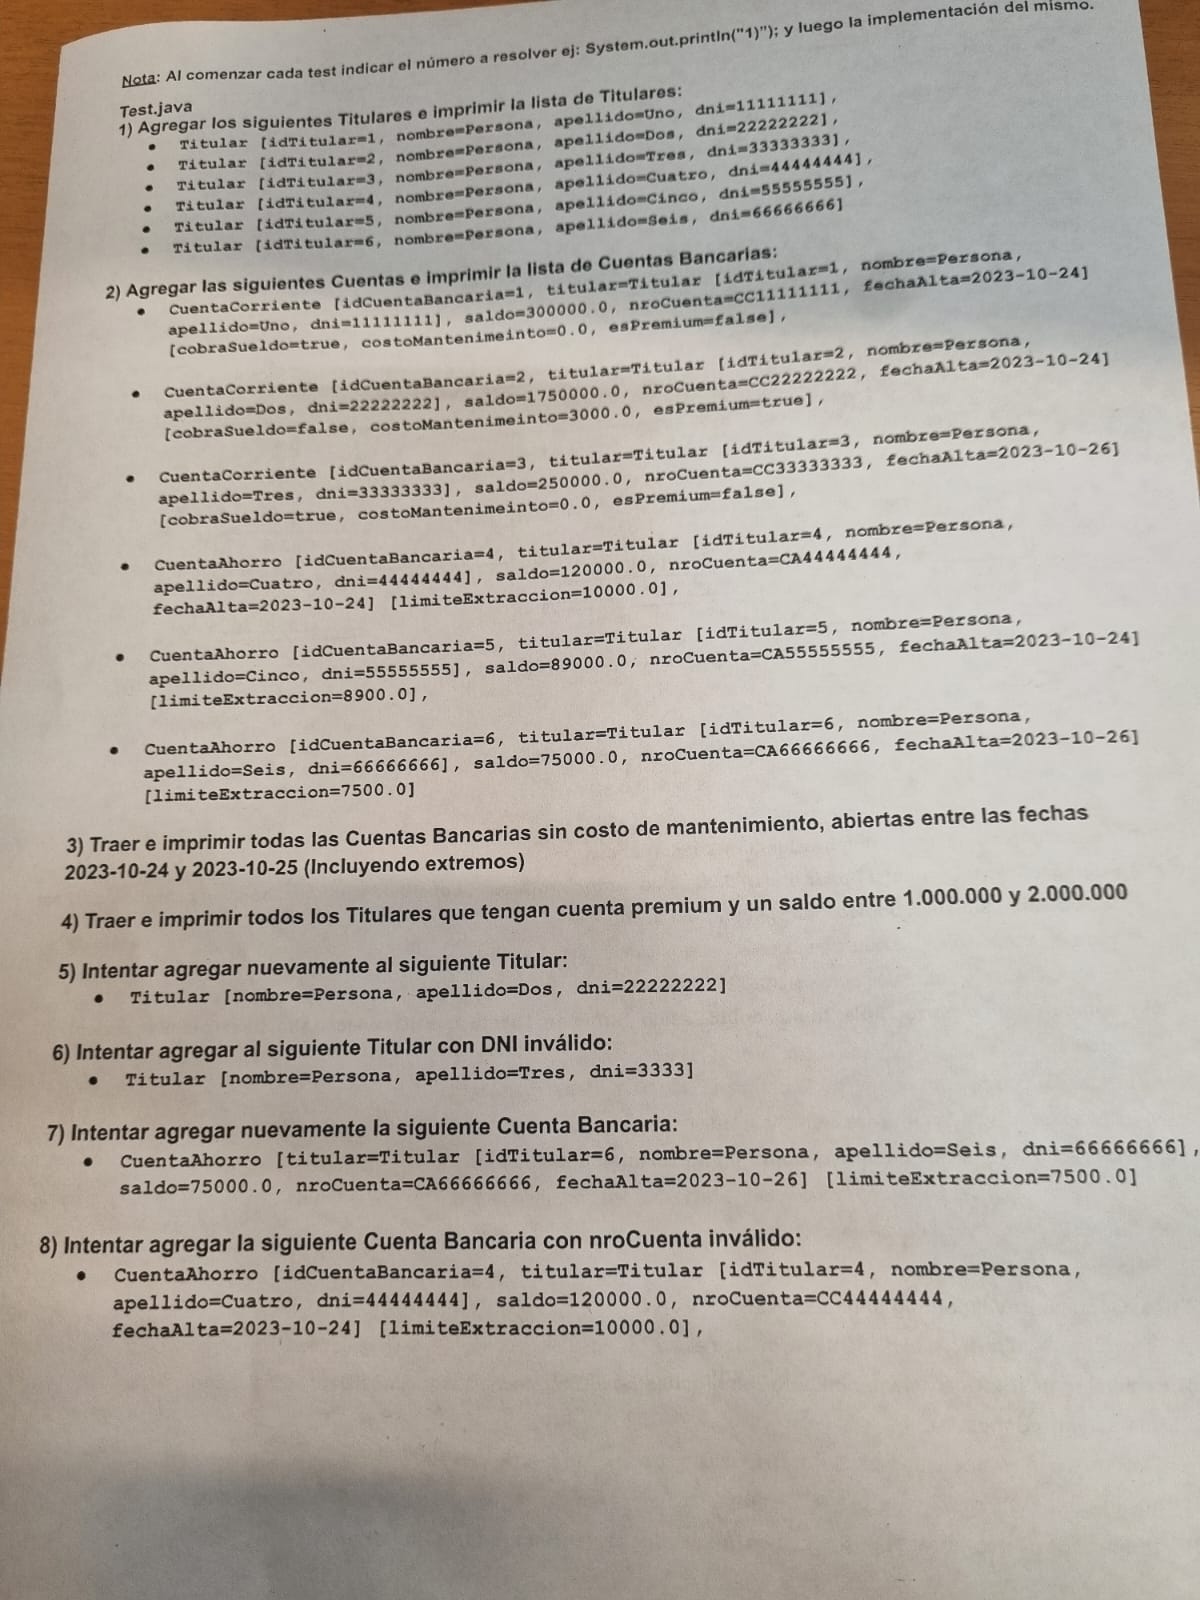 Nota: Al comenzar cada test indicar el número a resolver ej: System.out.println("1)"); y luego la implementación del mismo.
Test.java
1) Agregar los siguientes Titulares e imprimir la lista de Titulares:
• Titular [idTitular=1, nombre=Persona, apellido=Uno, dni=11111111],
• Titular [idTitular=2, nombre=Persona, apellido=Dos, dni=22222222],
• Titular [idTitular=3, nombre=Persona, apellido=Tres, dni=33333333],
• Titular [idTitular=4, nombre=Persona, apellido=Cuatro, dni=44444444],
• Titular [idTitular=5, nombre=Persona, apellido=Cinco, dni=55555555],
• Titular [idTitular=6, nombre=Persona, apellido=Seis, dni=66666666]
2) Agregar las siguientes Cuentas e imprimir la lista de Cuentas Bancarias:
• CuentaCorriente [idCuentaBancaria=1, titular=Titular [idTitular=1, nombre=Persona,
apellido=Uno, dni=11111111], saldo=300000.0, nroCuenta=CC11111111, fechaAlta=2023-10-24]
[cobraSueldo=true, costoMantenimeinto=0.0, esPremium=false],
• CuentaCorriente [idCuentaBancaria=2, titular=Titular [idTitular=2, nombre=Persona,
apellido=Dos, dni=22222222], saldo=1750000.0, nroCuenta=CC22222222, fechaAlta=2023-10-24]
[cobraSueldo=false, costoMantenimeinto=3000.0, esPremium=true],
• CuentaCorriente [idCuentaBancaria=3, titular=Titular [idTitular=3, nombre=Persona,
apellido=Tres, dni=33333333], saldo=250000.0, nroCuenta=CC33333333, fechaAlta=2023-10-26]
[cobraSueldo=true, costoMantenimeinto=0.0, esPremium=false],
• CuentaAhorro [idCuentaBancaria=4, titular=Titular [idTitular=4, nombre=Persona,
apellido=Cuatro, dni=44444444], saldo=120000.0, nroCuenta=CA44444444,
fechaAlta=2023-10-24] [limiteExtraccion=10000.0],
• CuentaAhorro [idCuentaBancaria=5, titular=Titular [idTitular=5, nombre=Persona,
apellido=Cinco, dni=55555555], saldo=89000.0, nroCuenta=CA55555555, fechaAlta=2023-10-24]
[limiteExtraccion=8900.0],
• CuentaAhorro [idCuentaBancaria=6, titular=Titular [idTitular=6, nombre=Persona,
apellido=Seis, dni=66666666], saldo=75000.0, nroCuenta=CA66666666, fechaAlta=2023-10-26]
[limiteExtraccion=7500.0]
3) Traer e imprimir todas las Cuentas Bancarias sin costo de mantenimiento, abiertas entre las fechas
2023-10-24 y 2023-10-25 (Incluyendo extremos)
4) Traer e imprimir todos los Titulares que tengan cuenta premium y un saldo entre 1.000.000 y 2.000.000
5) Intentar agregar nuevamente al siguiente Titular:
• Titular [nombre=Persona, apellido=Dos, dni=22222222]
6) Intentar agregar al siguiente Titular con DNI inválido:
• Titular [nombre=Persona, apellido=Tres, dni=3333]
7) Intentar agregar nuevamente la siguiente Cuenta Bancaria:
• CuentaAhorro [titular=Titular [idTitular=6, nombre=Persona, apellido=Seis, dni=66666666],
saldo=75000.0, nroCuenta=CA66666666, fechaAlta=2023-10-26] [limiteExtraccion=7500.0]
8) Intentar agregar la siguiente Cuenta Bancaria con nroCuenta inválido:
• CuentaAhorro [idCuentaBancaria=4, titular=Titular [idTitular=4, nombre=Persona,
apellido=Cuatro, dni=44444444], saldo=120000.0, nroCuenta=CC44444444,
fechaAlta=2023-10-24] [limiteExtraccion=10000.0],